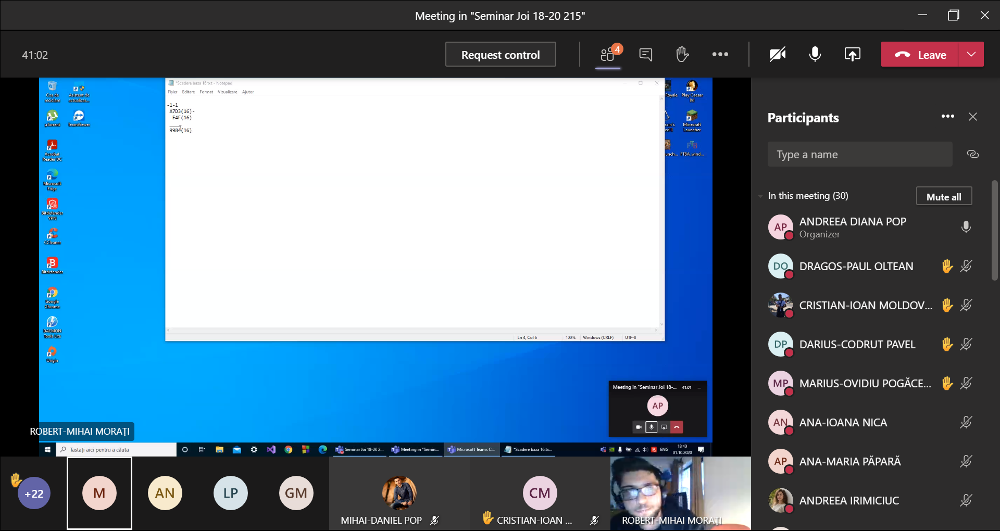 Meeting in "Seminar Joi 18-20 215"
41:02
Request control
4
Leave
Coș de reciclare
Asistent de actualizar...
µTorrent
TeamViewer
Acrobat Reader DC
Microsoft Edge
Bitdefender VPN
CCleaner
Bitdefender
Google Chrome
DAEMON Tools Lite
Origin
*Scadere baza 16.txt - Notepad
Fișier Editare Format Vizualizare Ajutor
-1-1
A7D3(16)-
E4F(16)
____
9984(16)
Ln 4, Col 6
100%
Windows (CRLF)
UTF-8
Royale
Play Caesar IV
Minecraft Launcher
FTB
FTBA_wind...
Meeting in "Seminar Joi 18-... 41:01
AP
ROBERT-MIHAI MORAȚI
Tastați aici pentru a căuta
Seminar Joi 18-20 2...
Meeting in "Semin...
Microsoft Teams C...
*Scadere baza 16.tx...
ENG
18:40
01.10.2020
+22
M
AN
LP
GM
MIHAI-DANIEL POP
CM
CRISTIAN-IOAN ...
ROBERT-MIHAI MORAȚI
Participants
Type a name
In this meeting (30)
Mute all
AP
ANDREEA DIANA POP
Organizer
DO
DRAGOS-PAUL OLTEAN
CRISTIAN-IOAN MOLDOV...
DP
DARIUS-CODRUT PAVEL
MP
MARIUS-OVIDIU POGĂCE...
AN
ANA-IOANA NICA
AP
ANA-MARIA PĂPARĂ
ANDREEA IRIMICIUC